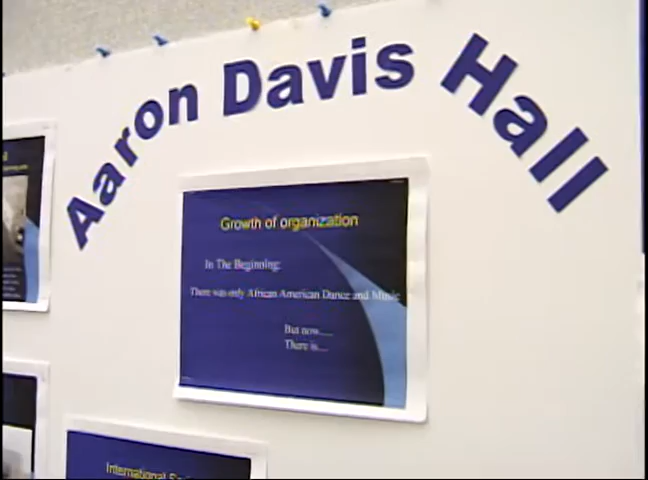 Aaron Davis Hall
Growth of organization
In The Beginning:
There was only African American Dance and Music
But now.....
There is...
International